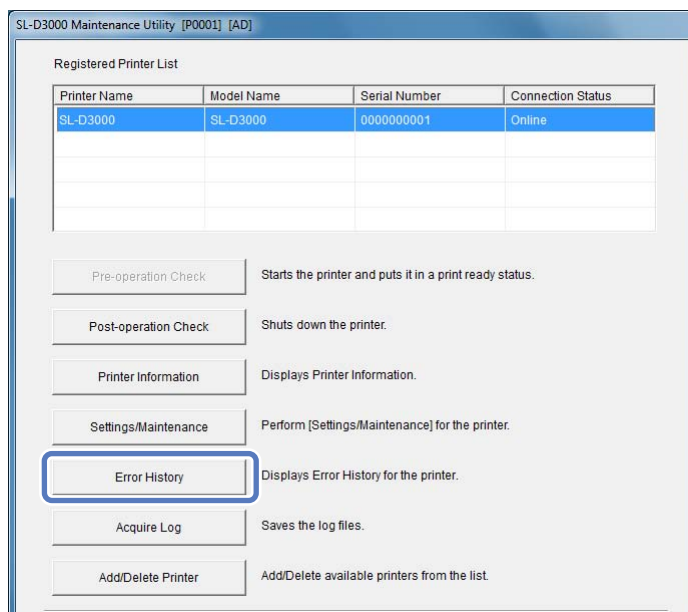 SL-D3000 Maintenance Utility [P0001] [AD]
Registered Printer List
Printer Name Model Name Serial Number Connection Status
SL-D3000 SL-D3000 0000000001 Online
Pre-operation Check Starts the printer and puts it in a print ready status.
Post-operation Check Shuts down the printer.
Printer Information Displays Printer Information.
Settings/Maintenance Perform [Settings/Maintenance] for the printer.
Error History Displays Error History for the printer.
Acquire Log Saves the log files.
Add/Delete Printer Add/Delete available printers from the list.